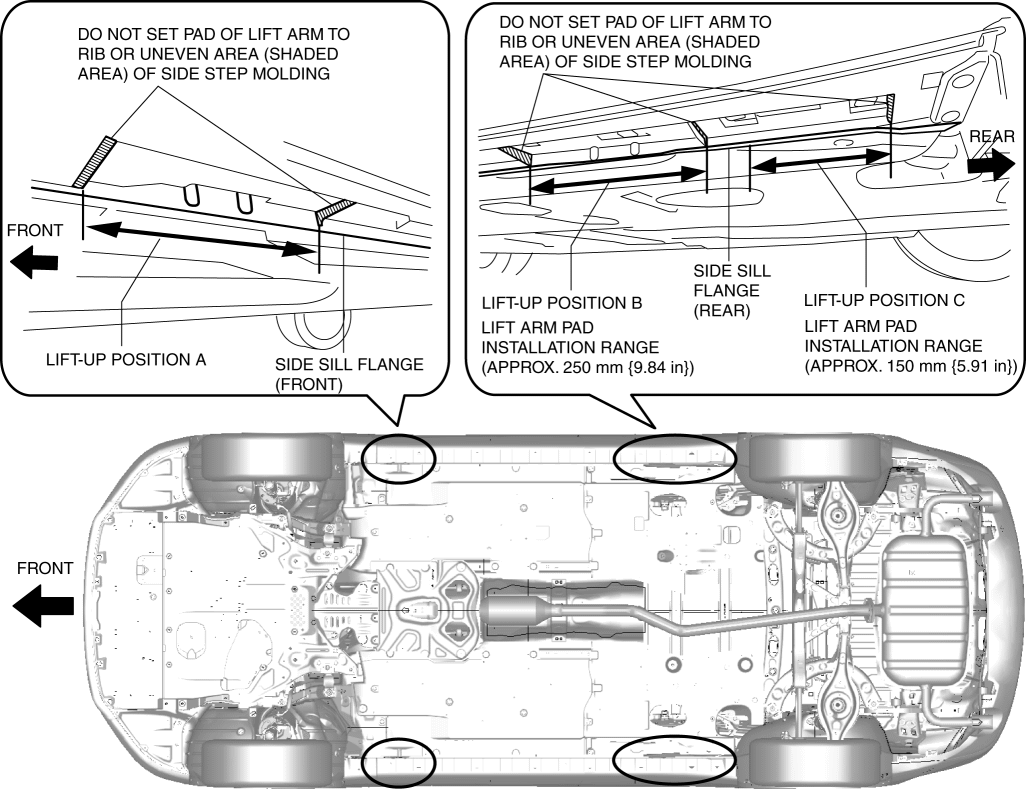 DO NOT SET PAD OF LIFT ARM TO
RIB OR UNEVEN AREA (SHADED
AREA) OF SIDE STEP MOLDING
FRONT
LIFT-UP POSITION A
SIDE SILL FLANGE
(FRONT)
DO NOT SET PAD OF LIFT ARM TO
RIB OR UNEVEN AREA (SHADED
AREA) OF SIDE STEP MOLDING
REAR
LIFT-UP POSITION B
LIFT ARM PAD
INSTALLATION RANGE
(APPROX. 250 mm {9.84 in})
SIDE SILL
FLANGE
(REAR)
LIFT-UP POSITION C
LIFT ARM PAD
INSTALLATION RANGE
(APPROX. 150 mm {5.91 in})
FRONT